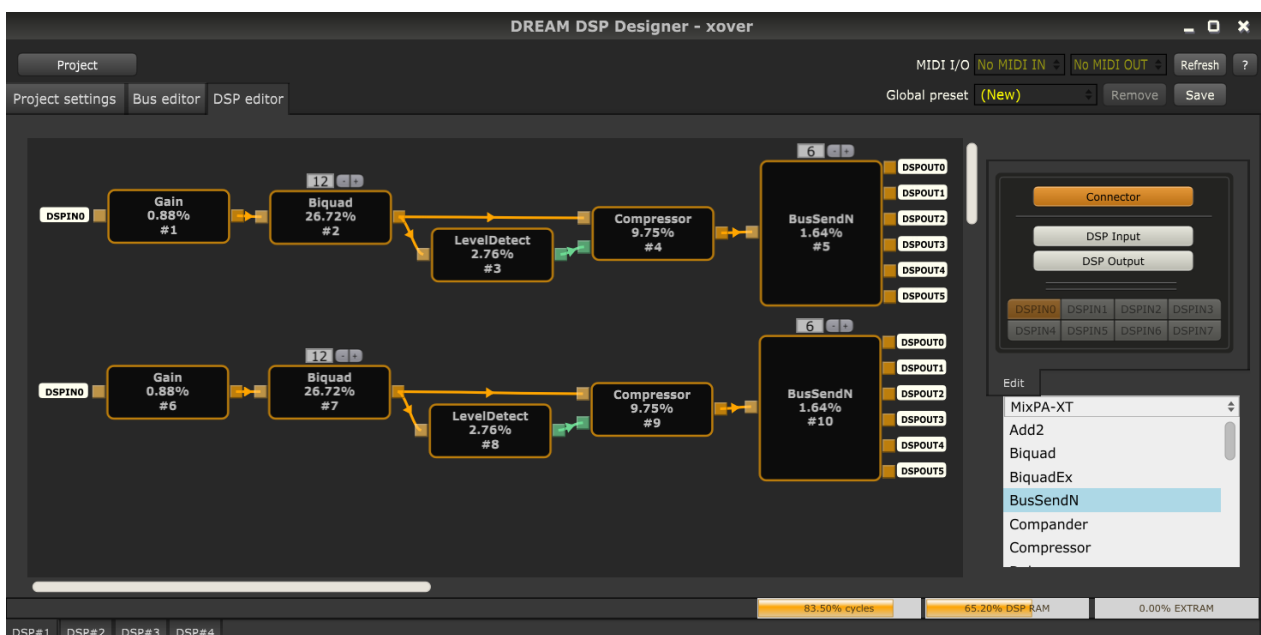 DREAM DSP Designer - xover
Project
MIDI I/O No MIDI IN No MIDI OUT Refresh ?
Project settings Bus editor DSP editor
Global preset (New) Remove Save
12 - +
6 - +
DSPIN0
Gain
0.88%
#1
Biquad
26.72%
#2
LevelDetect
2.76%
#3
Compressor
9.75%
#4
BusSendN
1.64%
#5
DSPOUT0
DSPOUT1
DSPOUT2
DSPOUT3
DSPOUT4
DSPOUT5
12 - +
6 - +
DSPIN0
Gain
0.88%
#6
Biquad
26.72%
#7
LevelDetect
2.76%
#8
Compressor
9.75%
#9
BusSendN
1.64%
#10
DSPOUT0
DSPOUT1
DSPOUT2
DSPOUT3
DSPOUT4
DSPOUT5
Connector
DSP Input
DSP Output
DSPIN0 DSPIN1 DSPIN2 DSPIN3
DSPIN4 DSPIN5 DSPIN6 DSPIN7
Edit
MixPA-XT
Add2
Biquad
BiquadEx
BusSendN
Compander
Compressor
83.50% cycles
65.20% DSP RAM
0.00% EXTRAM
DSP#1 DSP#2 DSP#3 DSP#4